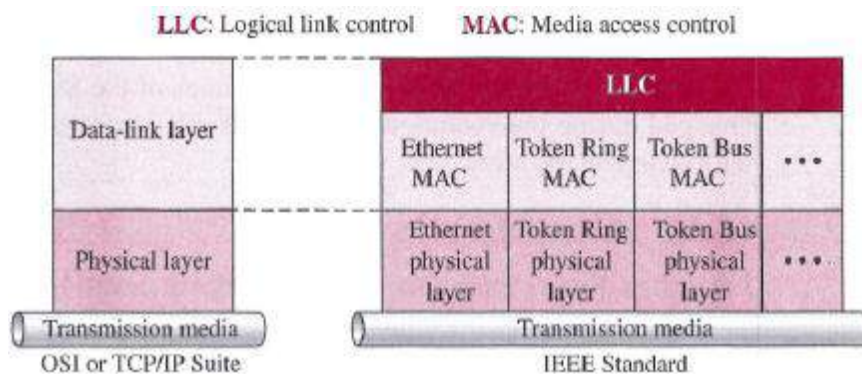 LLC: Logical link control MAC: Media access control
LLC
Data-link layer
Ethernet MAC
Token Ring MAC
Token Bus MAC
...
Physical layer
Ethernet physical layer
Token Ring physical layer
Token Bus physical layer
...
Transmission media
Transmission media
OSI or TCP/IP Suite
IEEE Standard